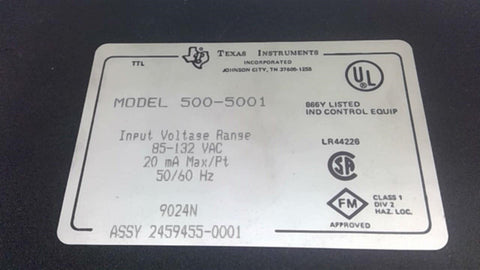 TEXAS INSTRUMENTS
INCORPORATED
TTL
JOHNSON CITY, TN 37605-1255
UL
MODEL 500-5001
866Y LISTED
IND CONTROL EQUIP
Input Voltage Range
85-132 VAC
20 mA Max/Pt
50/60 Hz
LR44226
SA
FM
APPROVED
CLASS 1
DIV 2
HAZ. LOC.
9024N
ASSY 2459455-0001